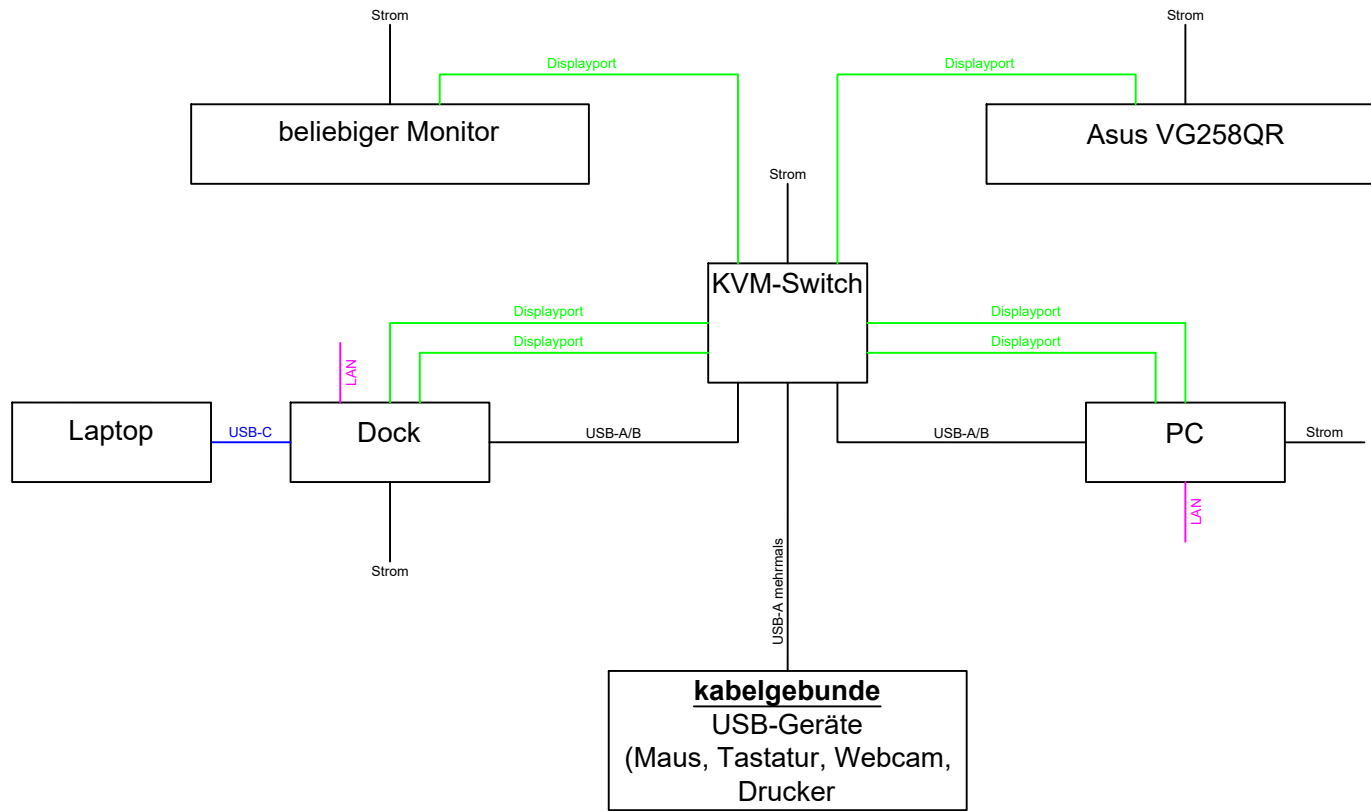 Strom
Strom
Displayport
Displayport
beliebiger Monitor
Asus VG258QR
Strom
KVM-Switch
Displayport
Displayport
Displayport
Displayport
LAN
Laptop
USB-C
Dock
USB-A/B
USB-A/B
PC
Strom
LAN
Strom
USB-A mehrmals
kabelgebunde
USB-Geräte
(Maus, Tastatur, Webcam,
Drucker